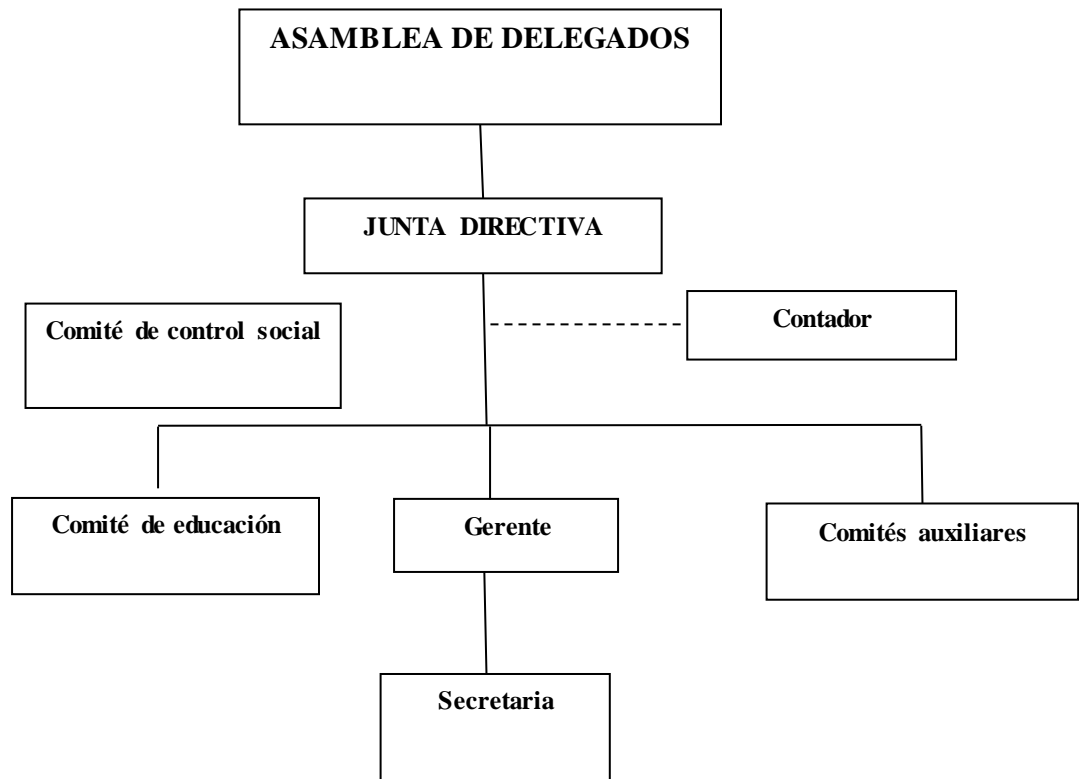 ASAMBLEA DE DELEGADOS
JUNTA DIRECTIVA
Comité de control social
Contador
Comité de educación
Gerente
Comités auxiliares
Secretaria